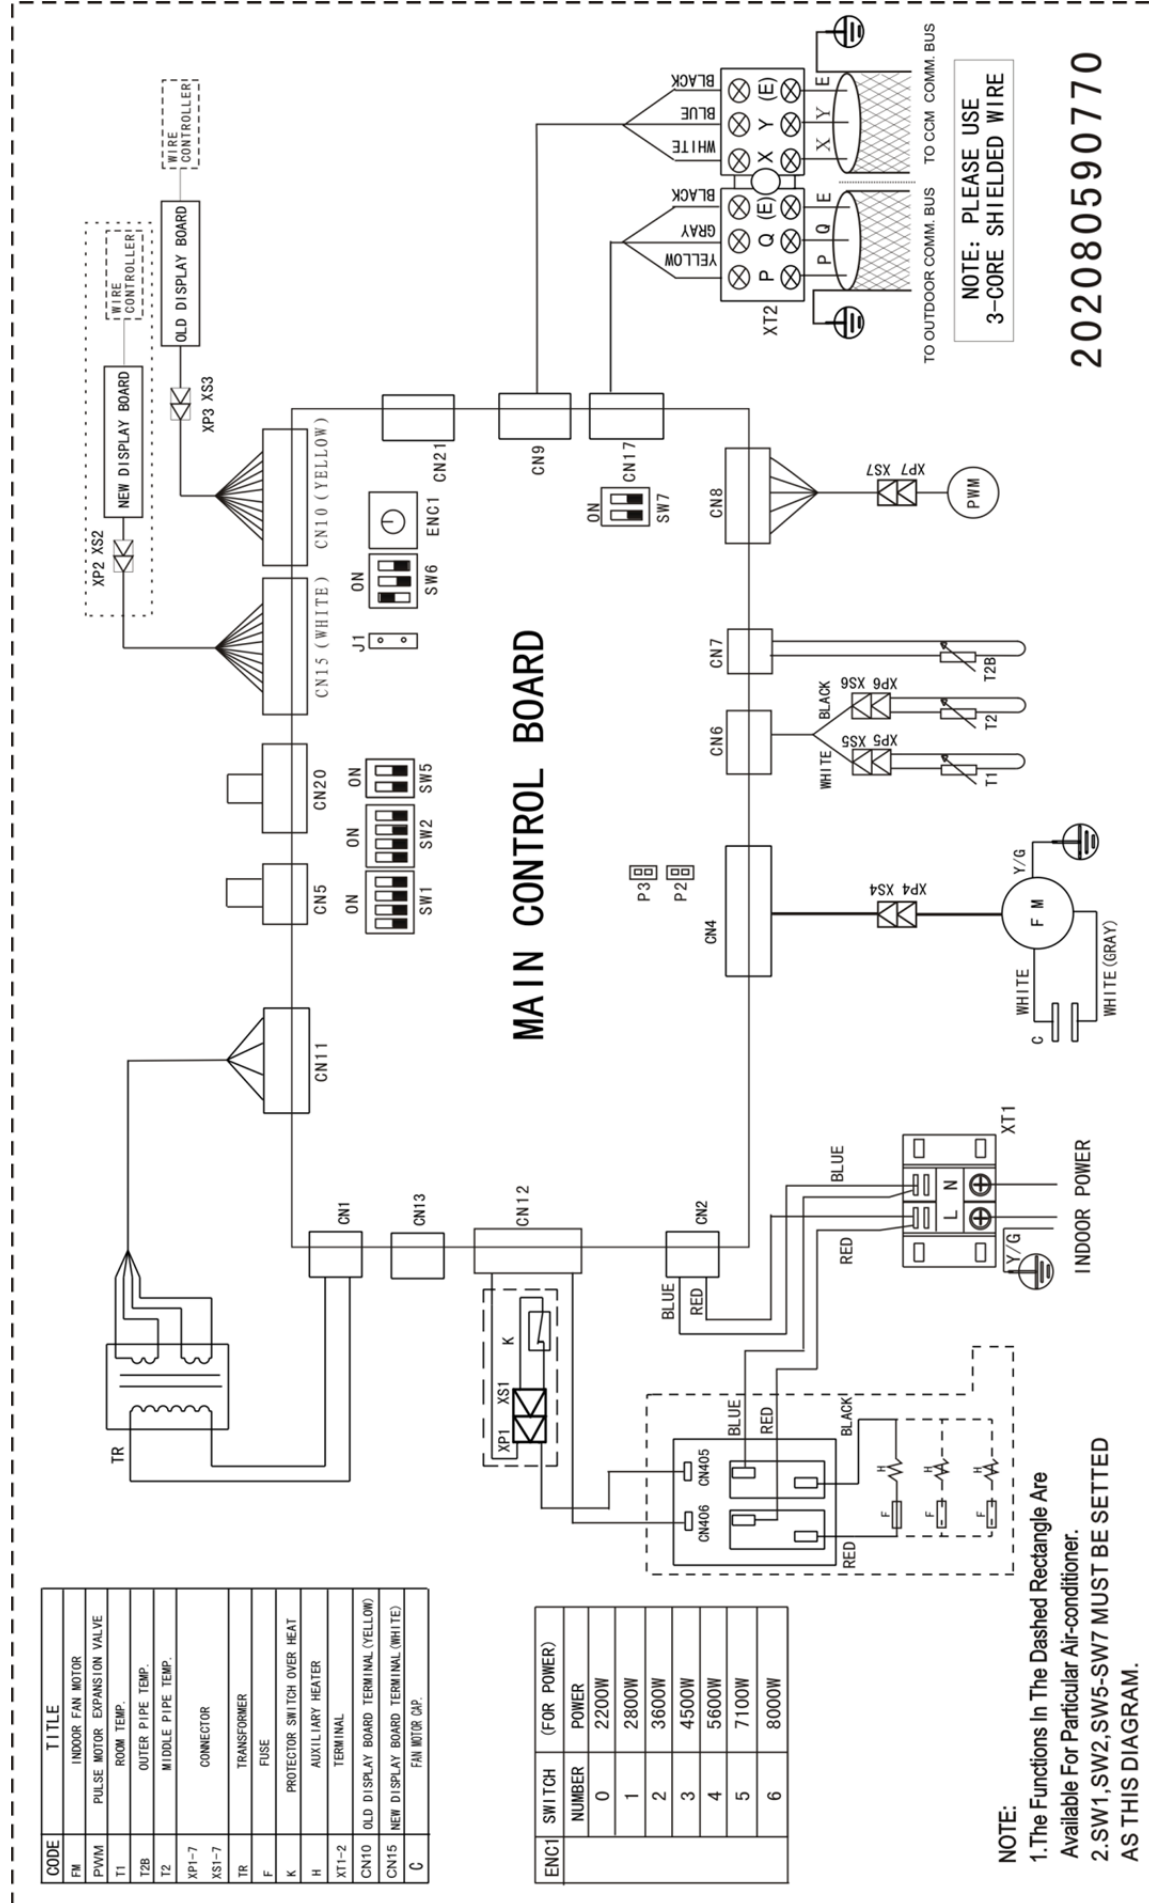 CODE TITLE
FM INDOOR FAN MOTOR
PWM PULSE MOTOR EXPANSION VALVE
T1 ROOM TEMP.
T2B OUTER PIPE TEMP.
T2 MIDDLE PIPE TEMP.
XP1-7
XS1-7
CONNECTOR
TR TRANSFORMER
F FUSE
K PROTECTOR SWITCH OVER HEAT
H AUXILIARY HEATER
XT1-2 TERMINAL
CN10 OLD DISPLAY BOARD TERMINAL(YELLOW)
CN15 NEW DISPLAY BOARD TERMINAL(WHITE)
C FAN MOTOR CAP.
ENC1 SWITCH (FOR POWER)
NUMBER POWER
0 2200W
1 2800W
2 3600W
3 4500W
4 5600W
5 7100W
6 8000W
NOTE:
1.The Functions In The Dashed Rectangle Are
Available For Particular Air-conditioner.
2.SW1,SW2,SW5-SW7 MUST BE SETTED
AS THIS DIAGRAM.
TR
CN11
CN5
CN20
CN15(WHITE)
CN10(YELLOW)
XP2 XS2
NEW DISPLAY BOARD
WIRE
CONTROLLER
XP3 XS3
OLD DISPLAY BOARD
WIRE
CONTROLLER
ON
SW1
ON
SW2
ON
SW5
J1
ON
SW6
ENC1
CN21
CN9
CN17
ON
SW7
MAIN CONTROL BOARD
CN1
CN13
CN12
CN2
XP1 XS1
K
BLUE
RED
CN406 CN405
BLUE
RED
BLACK
RED
F H
F H
F H
BLUE
RED
L N
XT1
Y/G
INDOOR POWER
P3
P2
CN4
XP4 XS4
F M
Y/G
WHITE
WHITE(GRAY)
C
CN6
WHITE
BLACK
XP5 XS5
XP6 XS6
T1
T2
CN7
T2B
CN8
XP7 XS7
PWM
YELLOW
GRAY
BLACK
WHITE
BLUE
BLACK
P Q (E) X Y (E)
XT2
P Q E X Y E
TO OUTDOOR COMM. BUS
TO CCM COMM. BUS
NOTE: PLEASE USE
3-CORE SHIELDED WIRE
202080590770